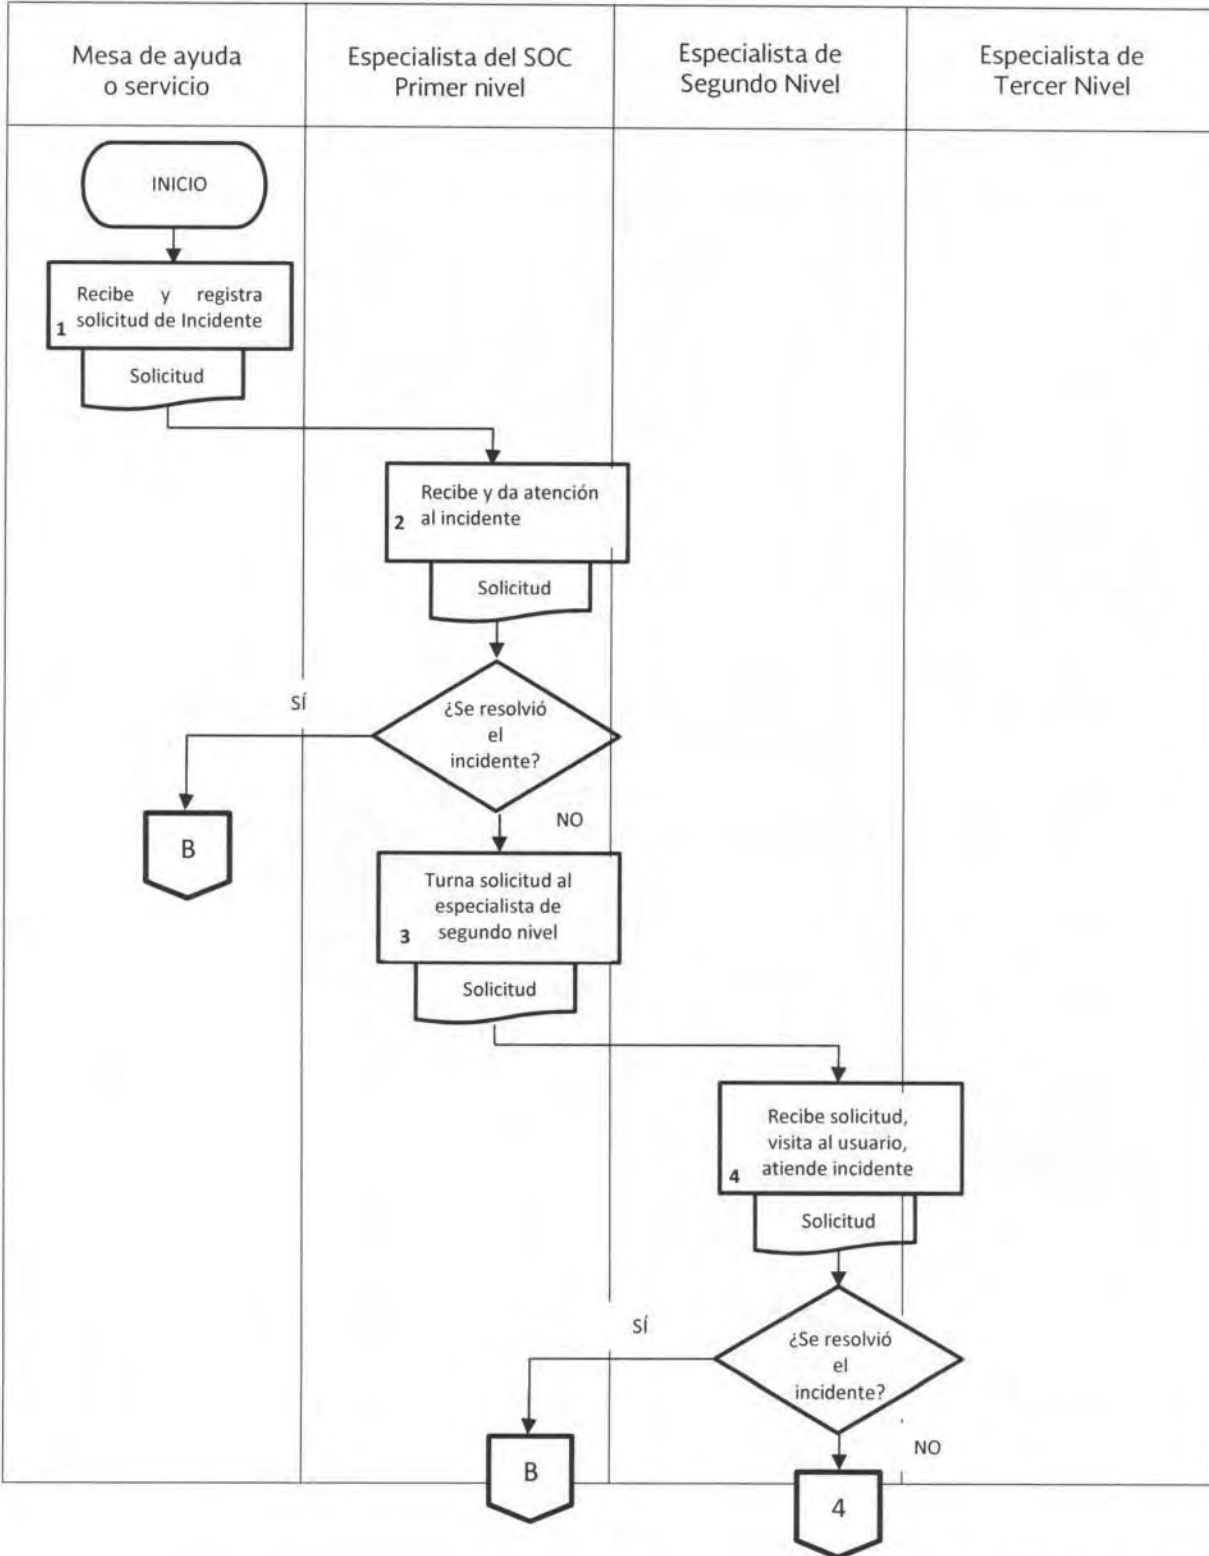 Mesa de ayuda
o servicio
Especialista del SOC
Primer nivel
Especialista de
Segundo Nivel
Especialista de
Tercer Nivel
INICIO
Recibe y registra
1 solicitud de Incidente
Solicitud
Recibe y da atención
2 al incidente
Solicitud
¿Se resolvió
el
incidente?
SÍ
NO
B
Turna solicitud al
especialista de
3 segundo nivel
Solicitud
Recibe solicitud,
visita al usuario,
4 atiende incidente
Solicitud
¿Se resolvió
el
incidente?
SÍ
NO
B
4